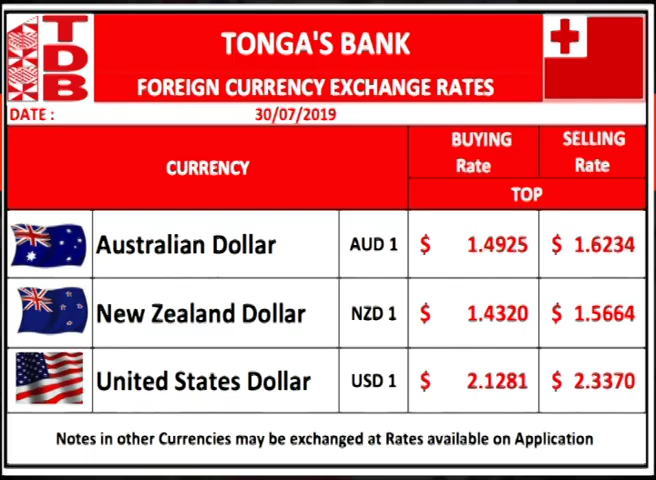 TDB
TONGA'S BANK
FOREIGN CURRENCY EXCHANGE RATES
DATE : 30/07/2019
CURRENCY
BUYING Rate SELLING Rate
TOP
Australian Dollar AUD 1 $ 1.4925 $ 1.6234
New Zealand Dollar NZD 1 $ 1.4320 $ 1.5664
United States Dollar USD 1 $ 2.1281 $ 2.3370
Notes in other Currencies may be exchanged at Rates available on Application